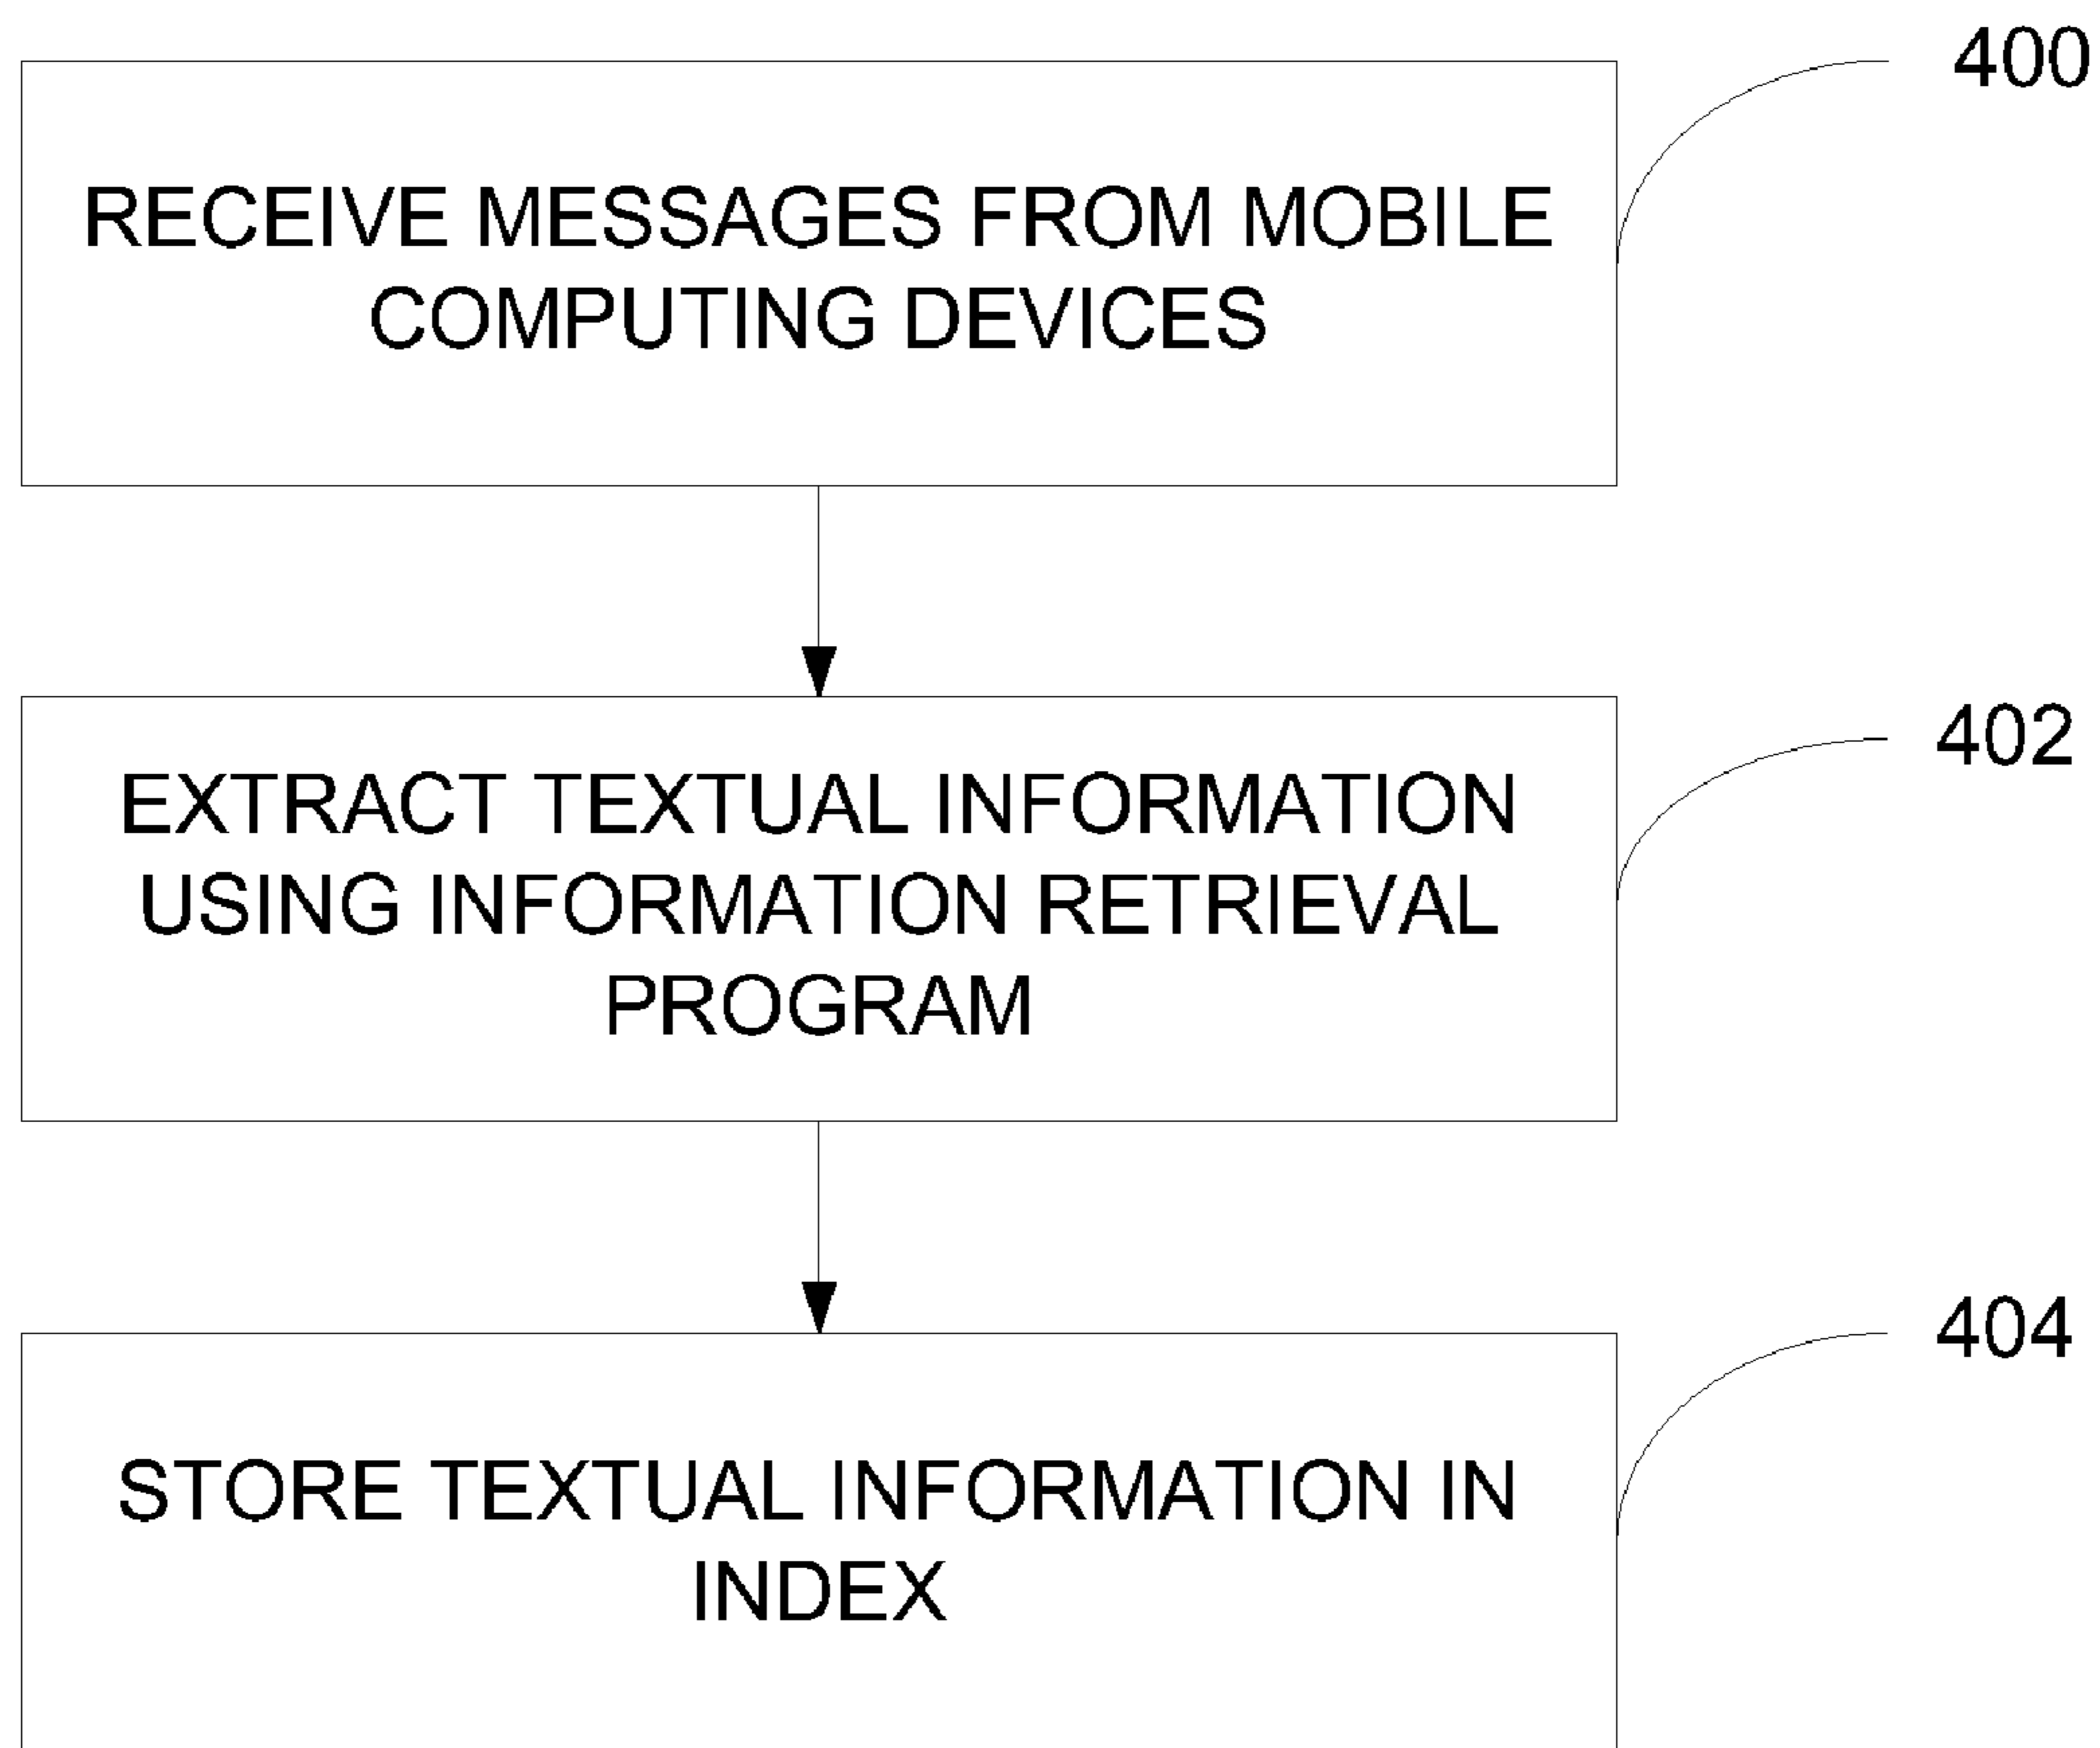 400
RECEIVE MESSAGES FROM MOBILE
COMPUTING DEVICES
402
EXTRACT TEXTUAL INFORMATION
USING INFORMATION RETRIEVAL
PROGRAM
404
STORE TEXTUAL INFORMATION IN
INDEX